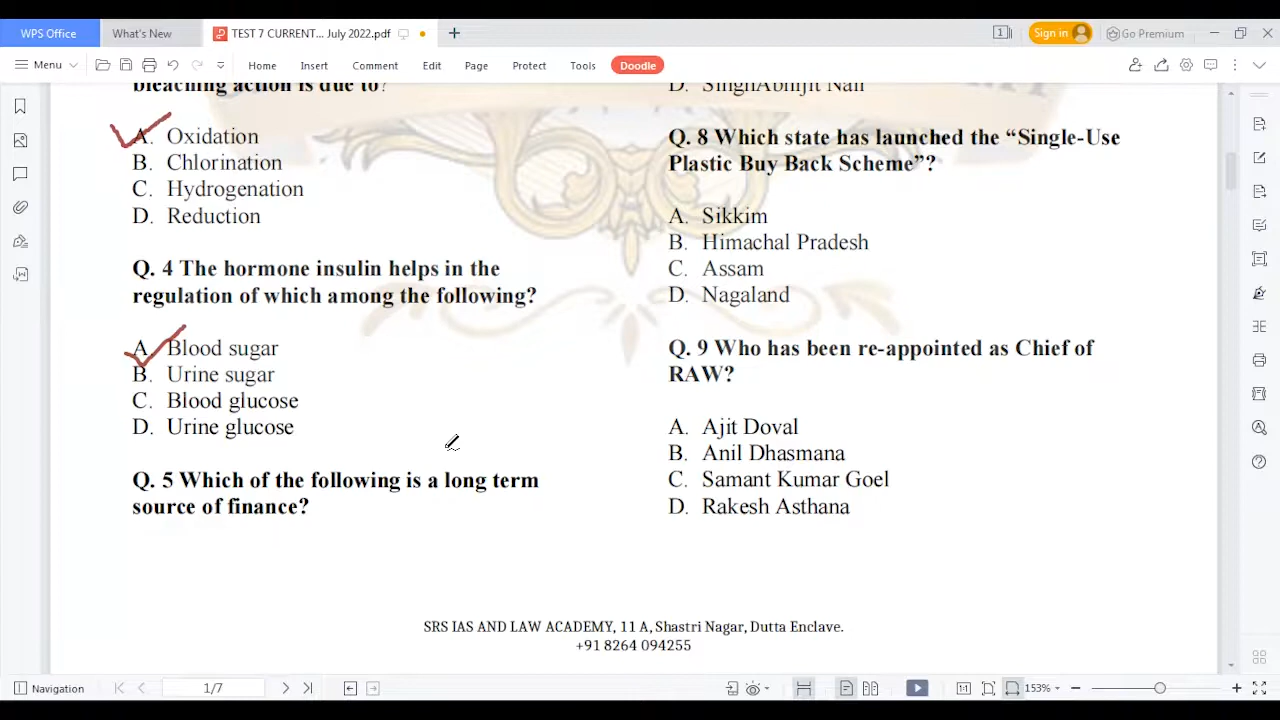 WPS Office
What's New
TEST 7 CURRENT... July 2022.pdf
1
Sign in
Go Premium
Menu
Home
Insert
Comment
Edit
Page
Protect
Tools
Doodle
bleaching action is due to?
A. Oxidation
B. Chlorination
C. Hydrogenation
D. Reduction
Q. 4 The hormone insulin helps in the
regulation of which among the following?
A. Blood sugar
B. Urine sugar
C. Blood glucose
D. Urine glucose
Q. 5 Which of the following is a long term
source of finance?
D. SinghAbhijit Nall
Q. 8 Which state has launched the “Single-Use
Plastic Buy Back Scheme”?
A. Sikkim
B. Himachal Pradesh
C. Assam
D. Nagaland
Q. 9 Who has been re-appointed as Chief of
RAW?
A. Ajit Doval
B. Anil Dhasmana
C. Samant Kumar Goel
D. Rakesh Asthana
SRS IAS AND LAW ACADEMY, 11 A, Shastri Nagar, Dutta Enclave.
+91 8264 094255
Navigation
1/7
153%